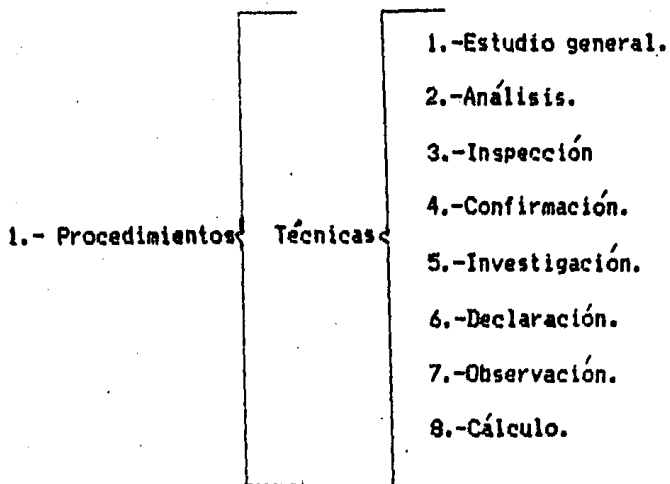 1.-Estudio general.
2.-Análisis.
3.-Inspección
4.-Confirmación.
1.- Procedimientos Técnicas
5.-Investigación.
6.-Declaración.
7.-Observación.
8.-Cálculo.